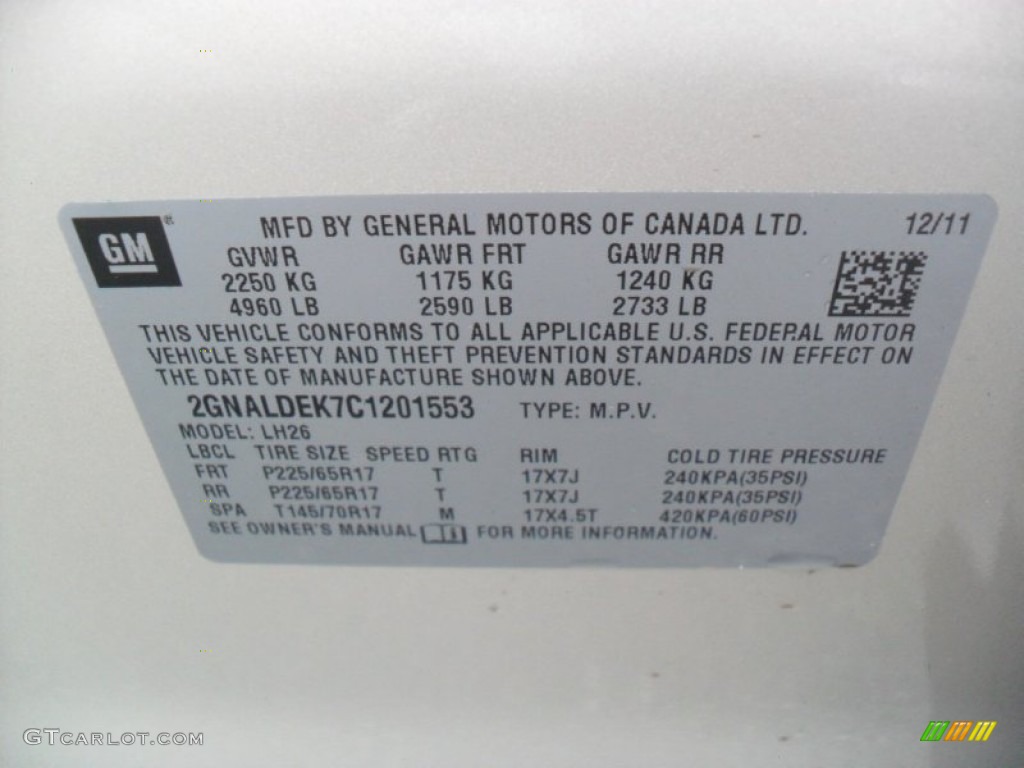 GM®
MFD BY GENERAL MOTORS OF CANADA LTD. 12/11
GVWR GAWR FRT GAWR RR
2250 KG 1175 KG 1240 KG
4960 LB 2590 LB 2733 LB
THIS VEHICLE CONFORMS TO ALL APPLICABLE U.S. FEDERAL MOTOR
VEHICLE SAFETY AND THEFT PREVENTION STANDARDS IN EFFECT ON
THE DATE OF MANUFACTURE SHOWN ABOVE.
2GNALDEK7C1201553 TYPE: M.P.V.
MODEL: LH26
LBCL TIRE SIZE SPEED RTG RIM COLD TIRE PRESSURE
FRT P225/65R17 T 17X7J 240KPA(35PSI)
RR P225/65R17 T 17X7J 240KPA(35PSI)
SPA T145/70R17 M 17X4.5T 420KPA(60PSI)
SEE OWNER'S MANUAL FOR MORE INFORMATION.
GTCARLOT.COM